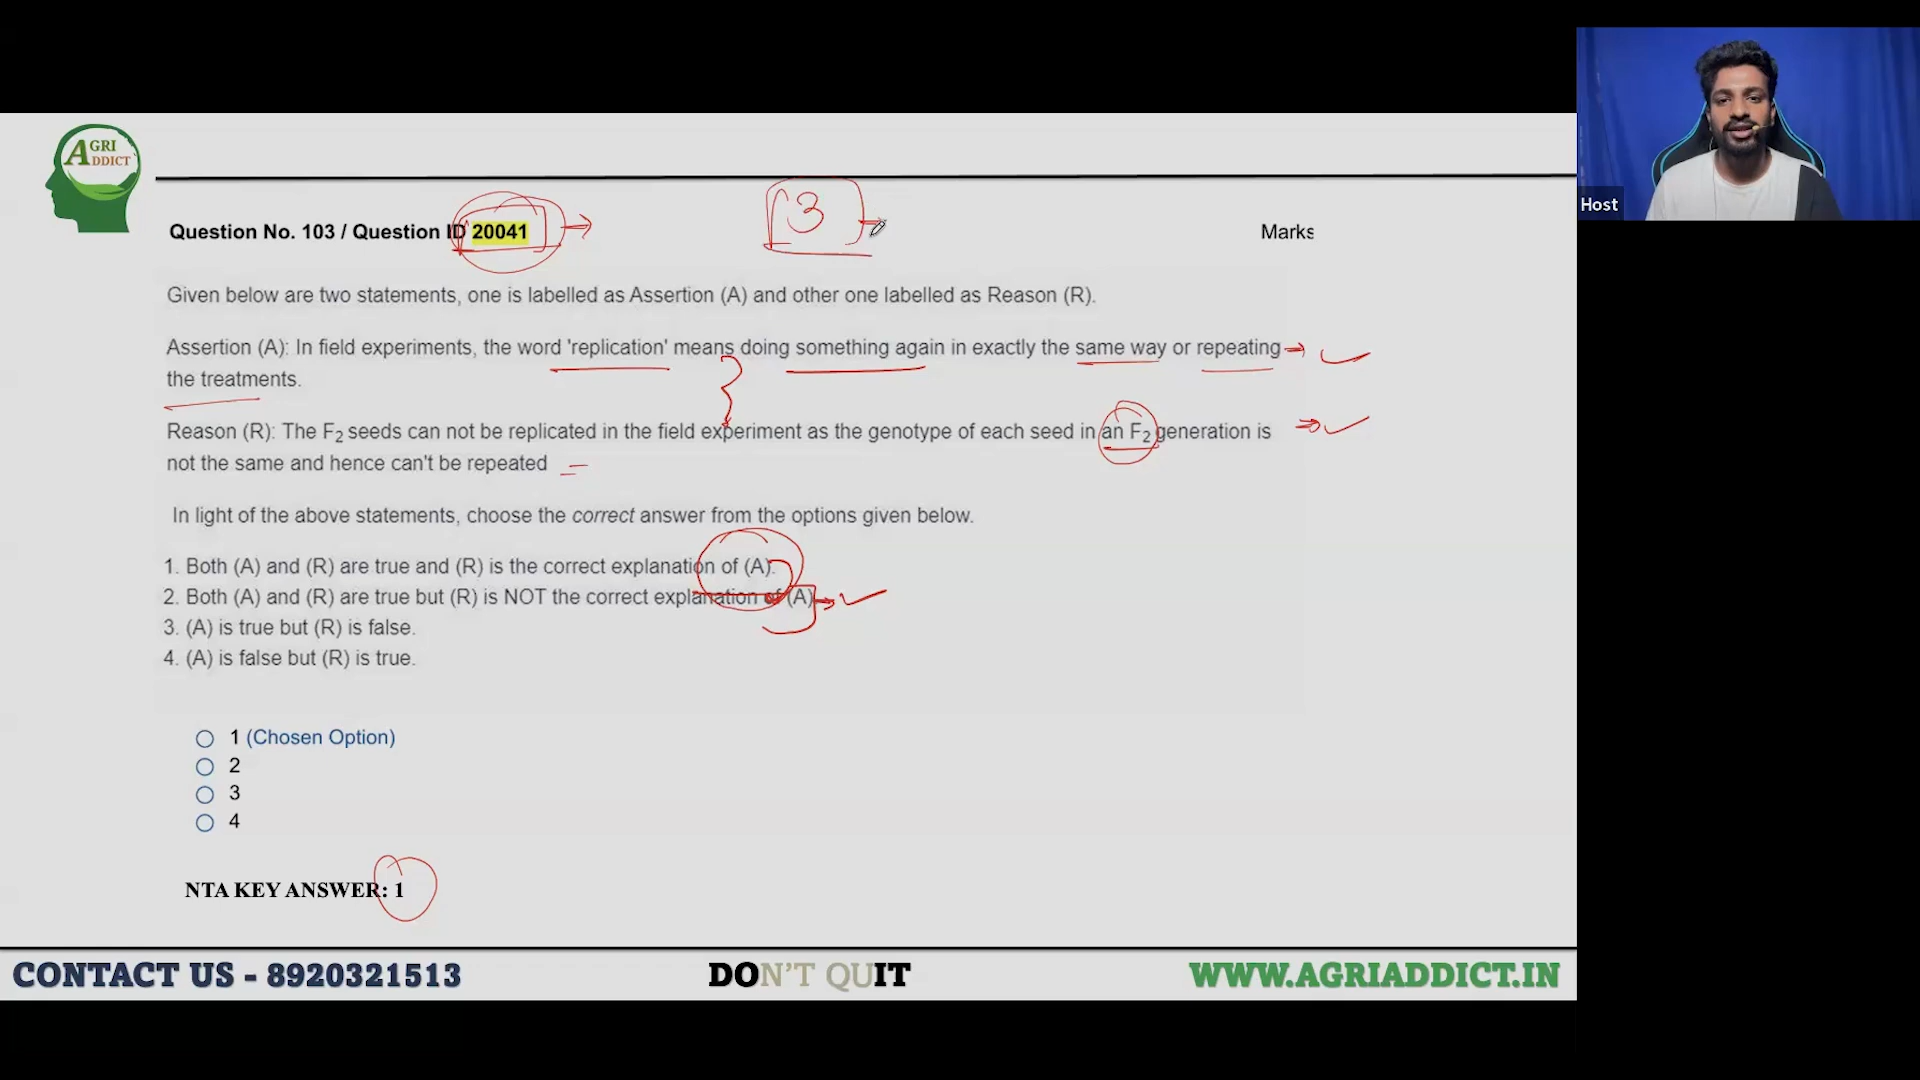 AGRI
ADDICT
Question No. 103 / Question ID 20041
3
Marks
Host
Given below are two statements, one is labelled as Assertion (A) and other one labelled as Reason (R).
Assertion (A): In field experiments, the word 'replication' means doing something again in exactly the same way or repeating
the treatments.
Reason (R): The F2 seeds can not be replicated in the field experiment as the genotype of each seed in an F2 generation is
not the same and hence can't be repeated
In light of the above statements, choose the correct answer from the options given below.
1. Both (A) and (R) are true and (R) is the correct explanation of (A).
2. Both (A) and (R) are true but (R) is NOT the correct explanation of (A)
3. (A) is true but (R) is false.
4. (A) is false but (R) is true.
1 (Chosen Option)
2
3
4
NTA KEY ANSWER: 1
CONTACT US - 8920321513
DON'T QUIT
WWW.AGRIADDICT.IN